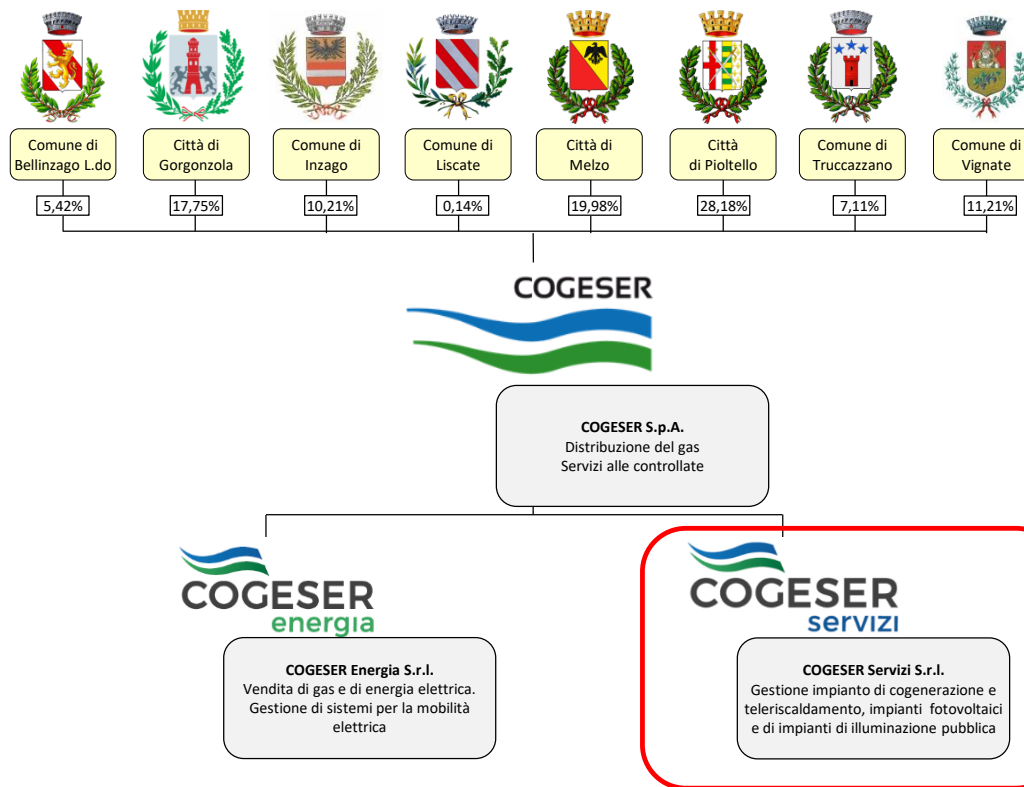 Comune di
Bellinzago L.do
Città di
Gorgonzola
Comune di
Inzago
Comune di
Liscate
Città di
Melzo
Città
di Pioltello
Comune di
Truccazzano
Comune di
Vignate
5,42%
17,75%
10,21%
0,14%
19,98%
28,18%
7,11%
11,21%
COGESER
COGESER S.p.A.
Distribuzione del gas
Servizi alle controllate
COGESER
energia
COGESER
servizi
COGESER Energia S.r.l.
Vendita di gas e di energia elettrica.
Gestione di sistemi per la mobilità
elettrica
COGESER Servizi S.r.l.
Gestione impianto di cogenerazione e
teleriscaldamento, impianti fotovoltaici
e di impianti di illuminazione pubblica